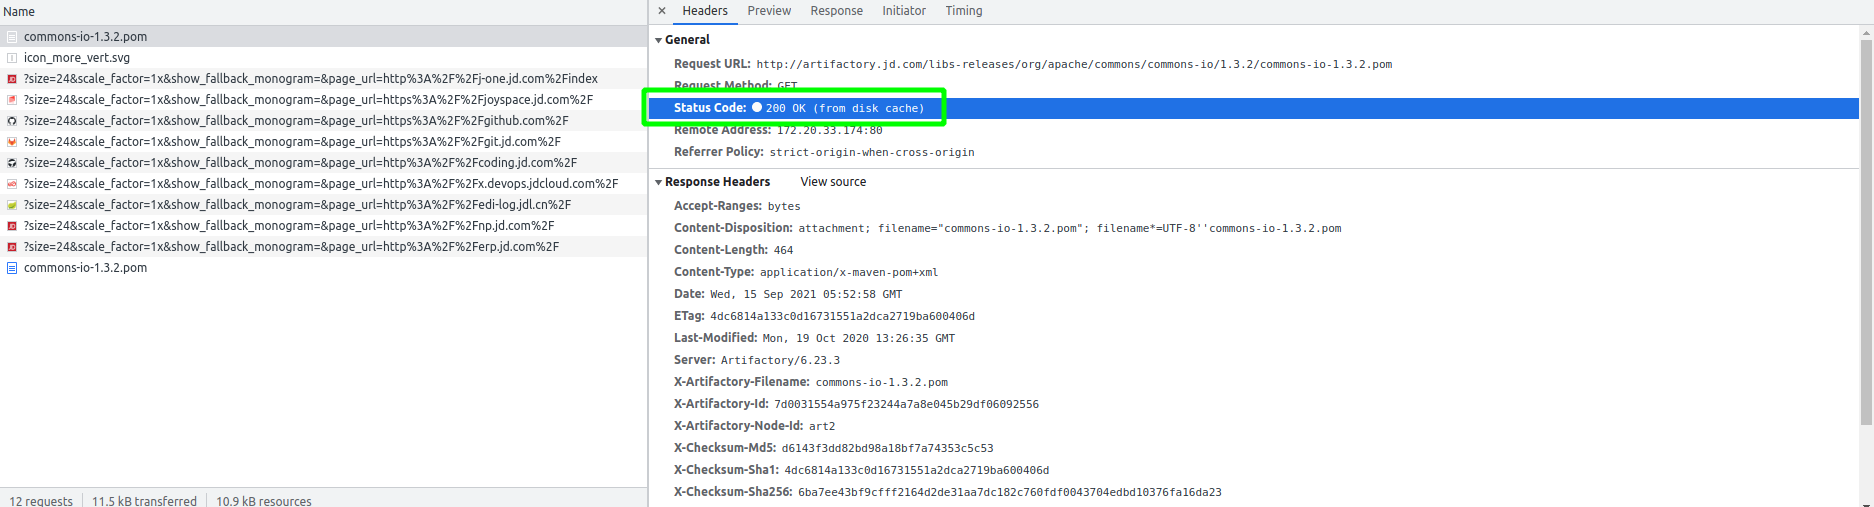 Name
commons-io-1.3.2.pom
icon_more_vert.svg
?size=24&scale_factor=1x&show_fallback_monogram=&page_url=http%3A%2F%2Fj-one.jd.com%2Findex
?size=24&scale_factor=1x&show_fallback_monogram=&page_url=https%3A%2F%2Fjoyspace.jd.com%2F
?size=24&scale_factor=1x&show_fallback_monogram=&page_url=https%3A%2F%2Fgithub.com%2F
?size=24&scale_factor=1x&show_fallback_monogram=&page_url=https%3A%2F%2Fgit.jd.com%2F
?size=24&scale_factor=1x&show_fallback_monogram=&page_url=http%3A%2F%2Fcoding.jd.com%2F
?size=24&scale_factor=1x&show_fallback_monogram=&page_url=http%3A%2F%2Fx.devops.jdcloud.com%2F
?size=24&scale_factor=1x&show_fallback_monogram=&page_url=http%3A%2F%2Fedi-log.jdl.cn%2F
?size=24&scale_factor=1x&show_fallback_monogram=&page_url=http%3A%2F%2Fnp.jd.com%2F
?size=24&scale_factor=1x&show_fallback_monogram=&page_url=http%3A%2F%2Ferp.jd.com%2F
commons-io-1.3.2.pom
12 requests 11.5 kB transferred 10.9 kB resources
× Headers Preview Response Initiator Timing
General
Request URL: http://artifactory.jd.com/libs-releases/org/apache/commons/commons-io/1.3.2/commons-io-1.3.2.pom
Request Method: GET
Status Code: 200 OK (from disk cache)
Remote Address: 172.20.33.174:80
Referrer Policy: strict-origin-when-cross-origin
Response Headers View source
Accept-Ranges: bytes
Content-Disposition: attachment; filename="commons-io-1.3.2.pom"; filename*=UTF-8''commons-io-1.3.2.pom
Content-Length: 464
Content-Type: application/x-maven-pom+xml
Date: Wed, 15 Sep 2021 05:52:58 GMT
ETag: 4dc6814a133c0d16731551a2dca2719ba600406d
Last-Modified: Mon, 19 Oct 2020 13:26:35 GMT
Server: Artifactory/6.23.3
X-Artifactory-Filename: commons-io-1.3.2.pom
X-Artifactory-Id: 7d0031554a975f23244a7a8e045b29df06092556
X-Artifactory-Node-Id: art2
X-Checksum-Md5: d6143f3dd82bd98a18bf7a74353c5c53
X-Checksum-Sha1: 4dc6814a133c0d16731551a2dca2719ba600406d
X-Checksum-Sha256: 6ba7ee43bf9cfff2164d2de31aa7dc182c760fdf0043704edbd10376fa16da23